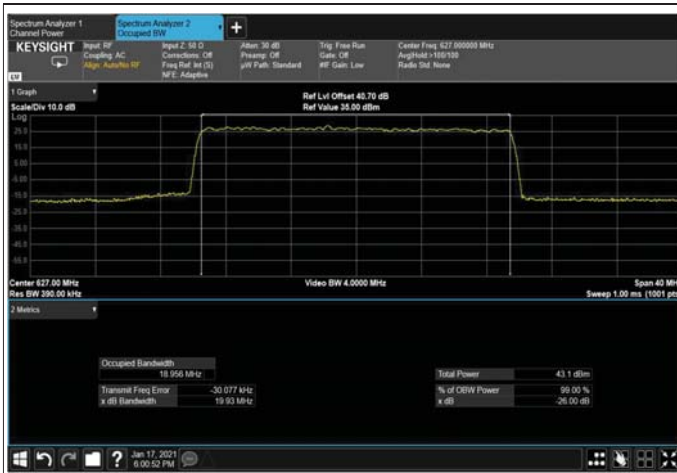 Spectrum Analyzer 1
Channel Power
Spectrum Analyzer 2
Occupied BW
+
KEYSIGHT
Input: RF
Coupling: AC
Align: Auto/No RF
Input Z: 50 Ω
Corrections: Off
Freq Ref: Int (S)
NFE: Adaptive
Atten: 30 dB
Preamp: Off
µW Path: Standard
Trig: Free Run
Gate: Off
#IF Gain: Low
Center Freq: 627.000000 MHz
Avg|Hold:>100/100
Radio Std: None
1 Graph
Scale/Div 10.0 dB
Ref Lvl Offset 40.70 dB
Ref Value 35.00 dBm
Log
25.0
15.0
5.00
-5.00
-15.0
-25.0
-35.0
-45.0
-55.0
Center 627.00 MHz
Video BW 4.0000 MHz
Span 40 MH
Res BW 390.00 kHz
Sweep 1.00 ms (1001 pts
2 Metrics
Occupied Bandwidth
18.956 MHz
Total Power 43.1 dBm
Transmit Freq Error -30.077 kHz
% of OBW Power 99.00 %
x dB Bandwidth 19.93 MHz
x dB -26.00 dB
?
Jan 17, 2021
6:00:52 PM